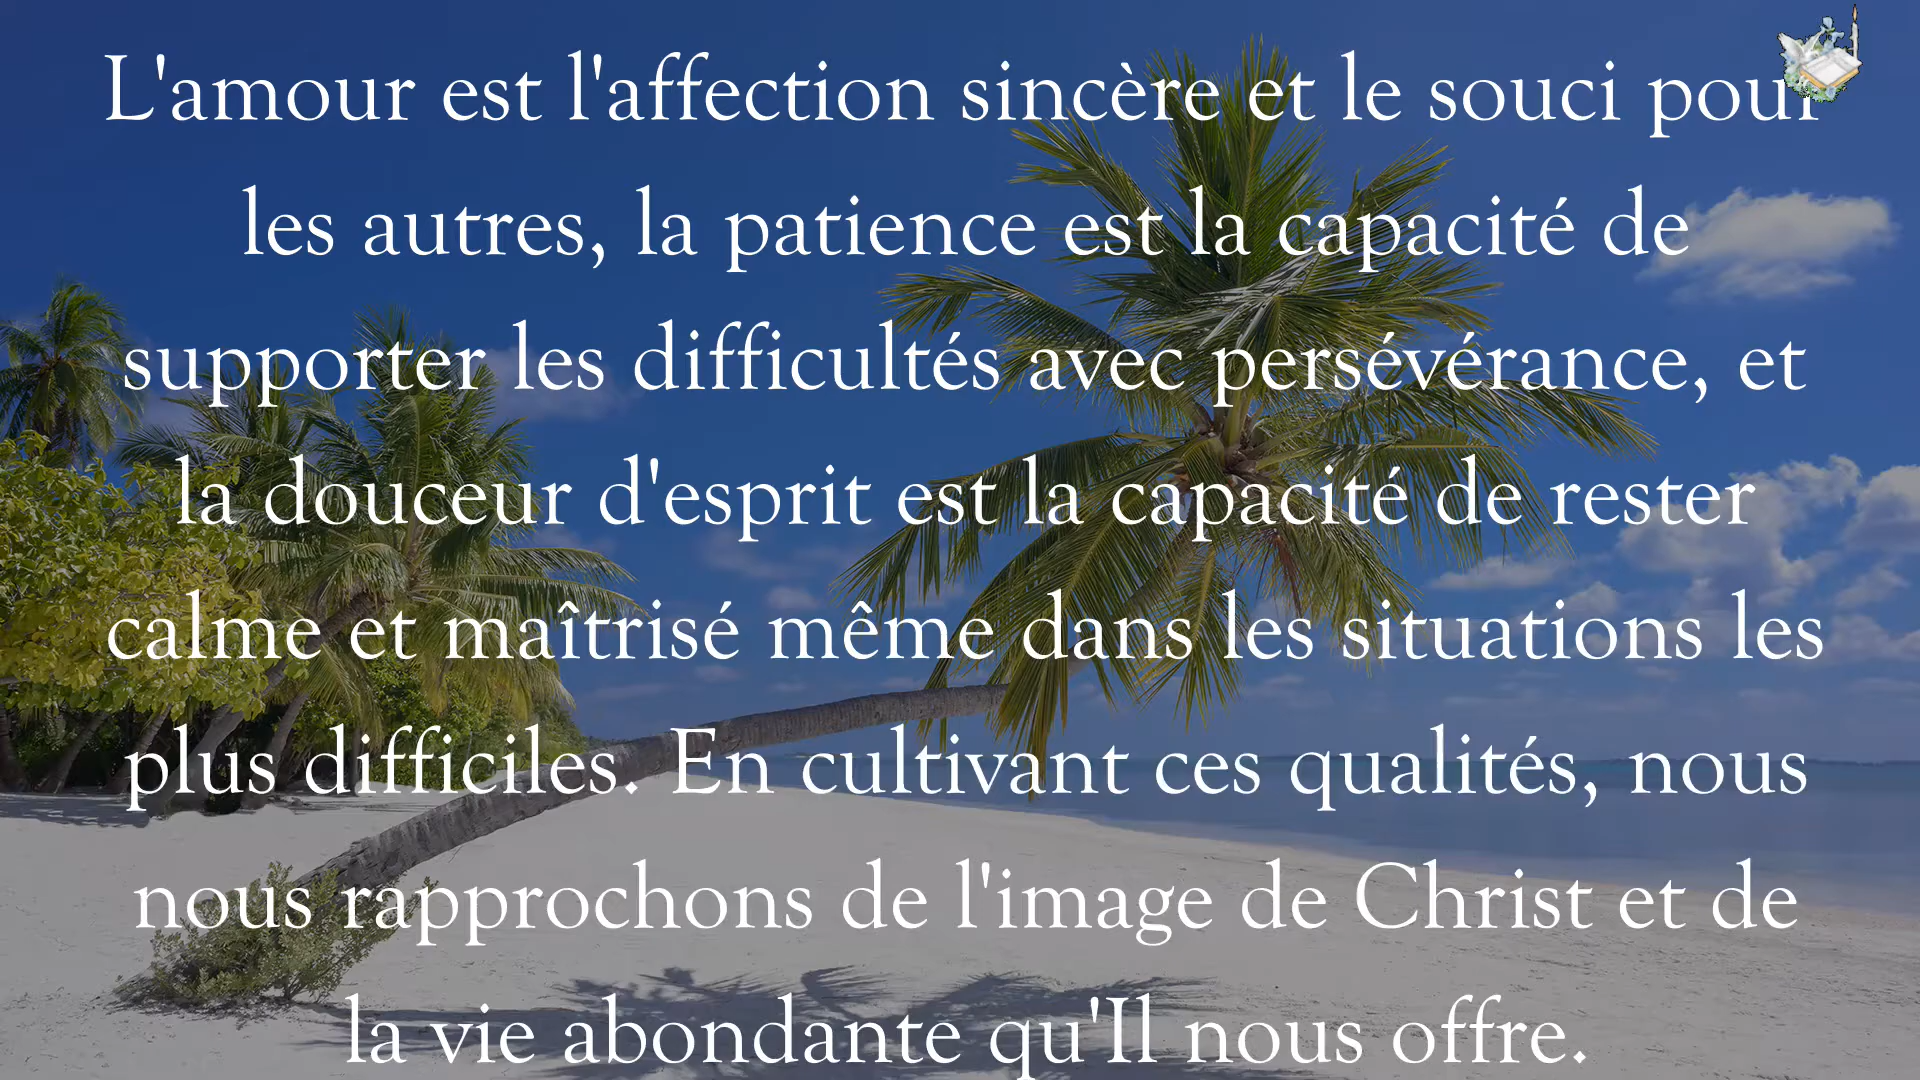 L'amour est l'affection sincère et le souci pour
les autres, la patience est la capacité de
supporter les difficultés avec persévérance, et
la douceur d'esprit est la capacité de rester
calme et maîtrisé même dans les situations les
plus difficiles. En cultivant ces qualités, nous
nous rapprochons de l'image de Christ et de
la vie abondante qu'Il nous offre.